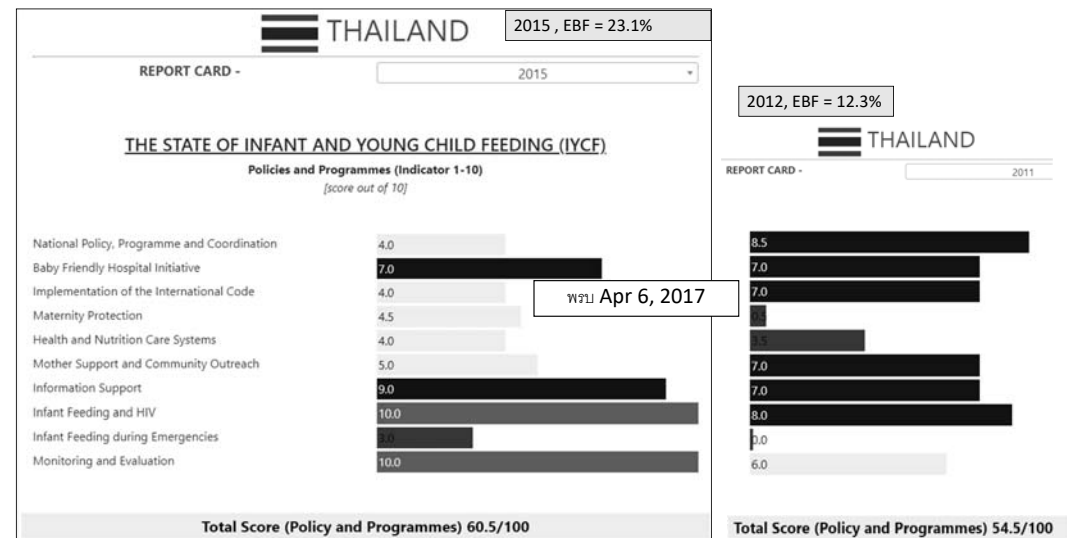 THAILAND
2015 , EBF = 23.1%
REPORT CARD -
2015
THE STATE OF INFANT AND YOUNG CHILD FEEDING (IYCF)
Policies and Programmes (Indicator 1-10)
[score out of 10]
National Policy, Programme and Coordination 4.0
Baby Friendly Hospital Initiative 7.0
Implementation of the International Code 4.0
Maternity Protection 4.5
Health and Nutrition Care Systems 4.0
Mother Support and Community Outreach 5.0
Information Support 9.0
Infant Feeding and HIV 10.0
Infant Feeding during Emergencies 3.0
Monitoring and Evaluation 10.0
Total Score (Policy and Programmes) 60.5/100
พรบ Apr 6, 2017
2012, EBF = 12.3%
THAILAND
REPORT CARD -
2011
8.5
7.0
7.0
0.5
3.5
7.0
7.0
8.0
0.0
6.0
Total Score (Policy and Programmes) 54.5/100